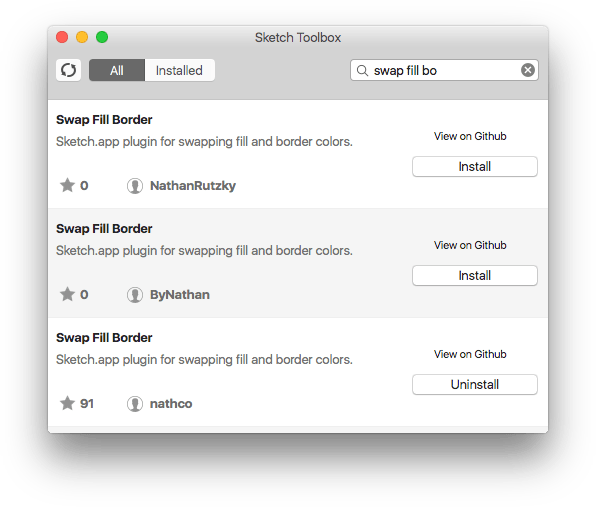 Sketch Toolbox
All Installed swap fill bo
Swap Fill Border
Sketch.app plugin for swapping fill and border colors.
View on Github
Install
0 NathanRutzky
Swap Fill Border
Sketch.app plugin for swapping fill and border colors.
View on Github
Install
0 ByNathan
Swap Fill Border
Sketch.app plugin for swapping fill and border colors.
View on Github
Uninstall
91 nathco